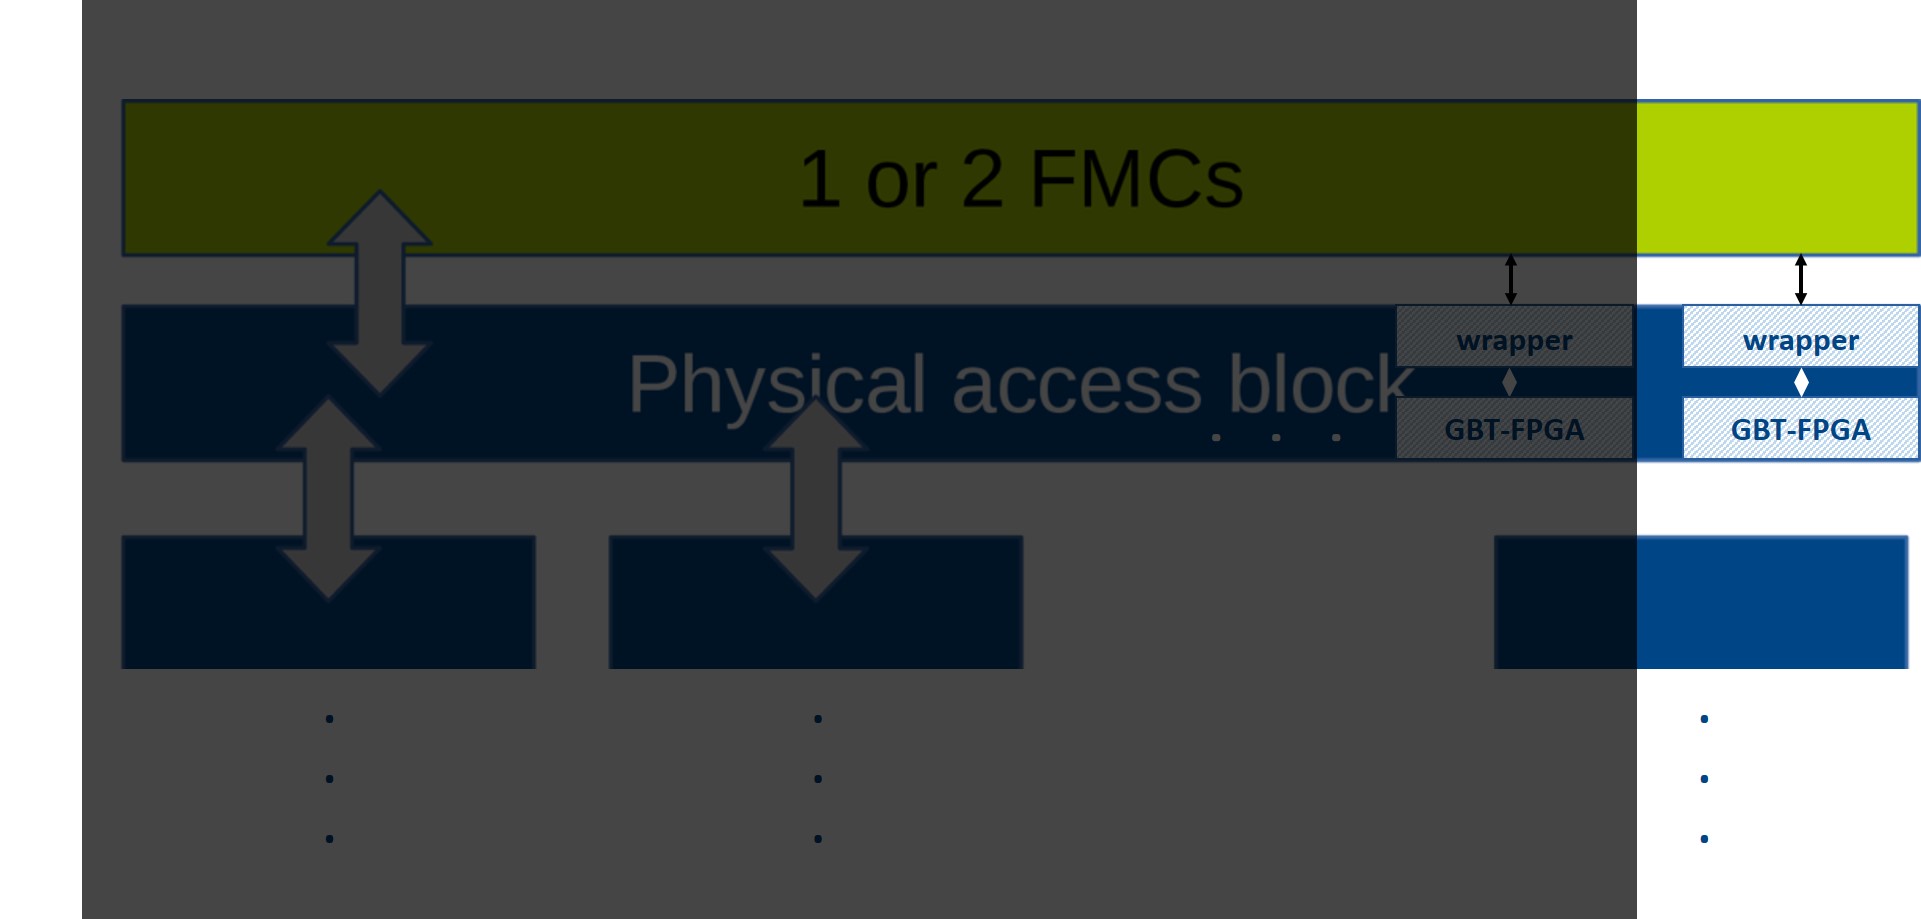 1 or 2 FMCs
Physical access block
wrapper
wrapper
. . .
GBT-FPGA
GBT-FPGA